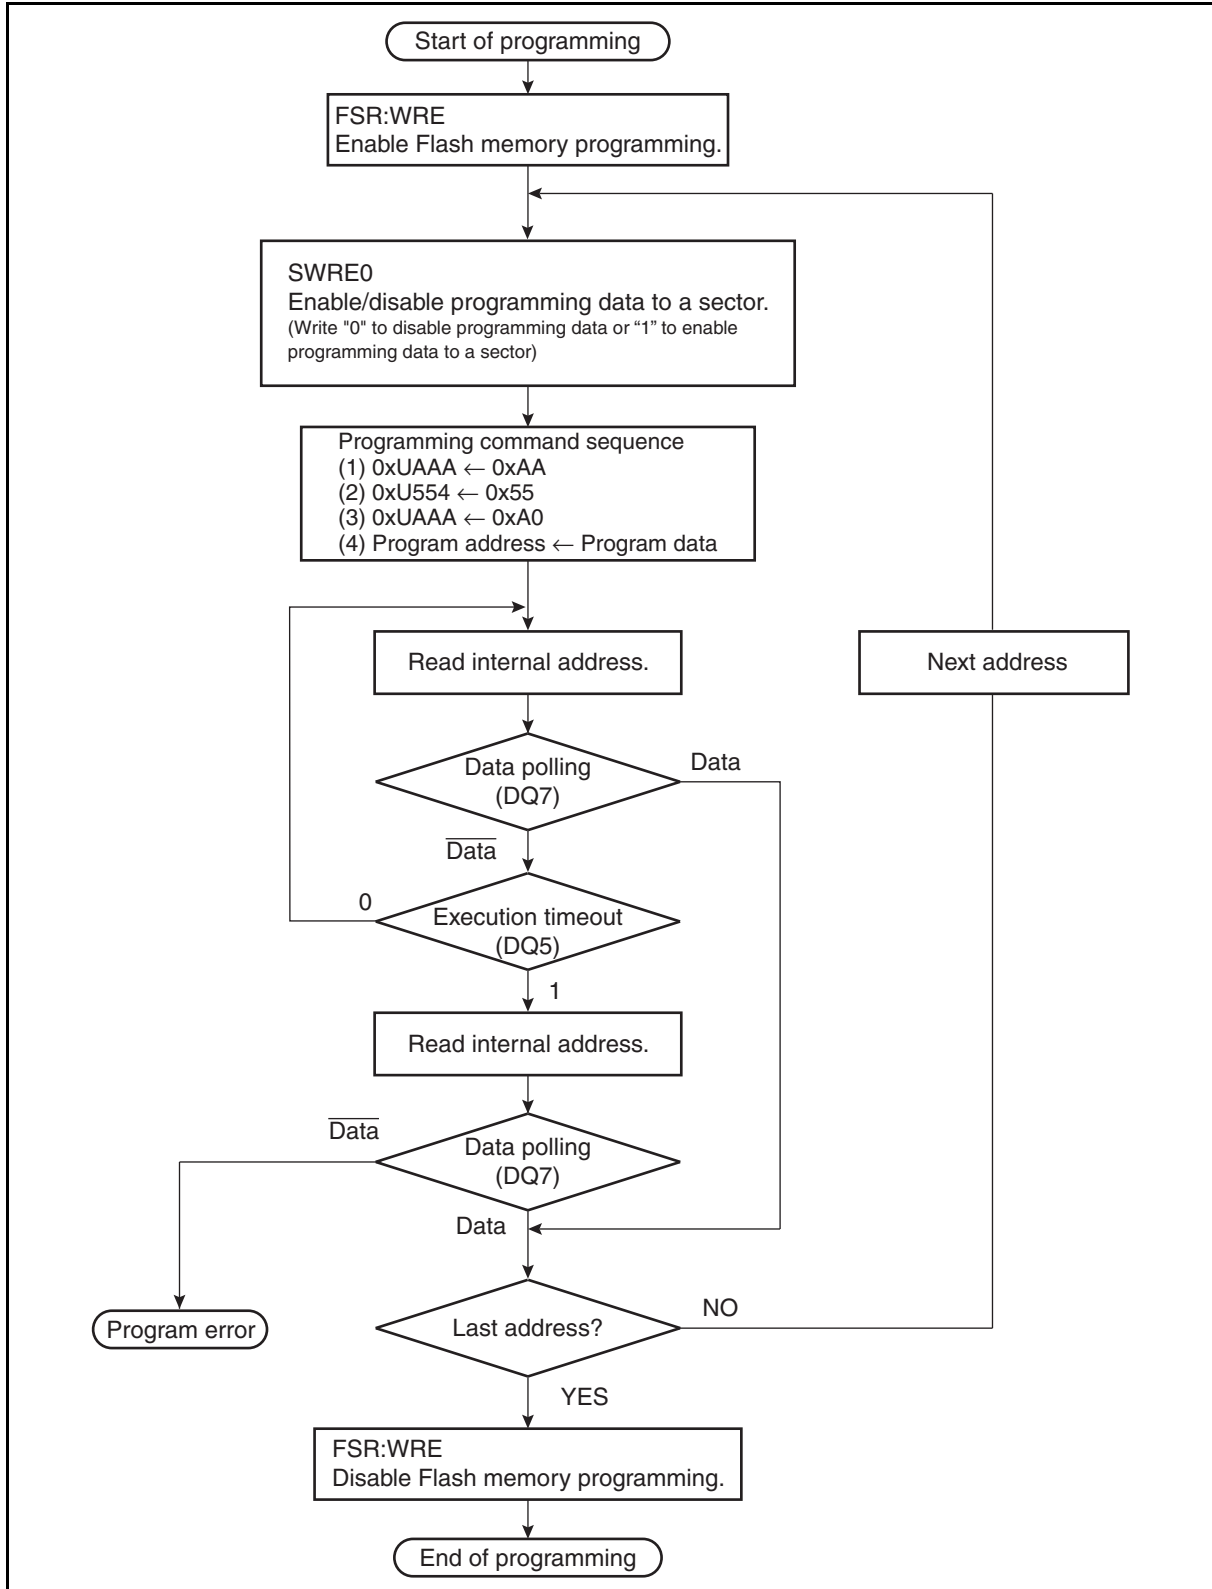 Start of programming
FSR:WRE
Enable Flash memory programming.
SWRE0
Enable/disable programming data to a sector.
(Write "0" to disable programming data or “1” to enable
programming data to a sector)
Programming command sequence
(1) 0xUAAA ← 0xAA
(2) 0xU554 ← 0x55
(3) 0xUAAA ← 0xA0
(4) Program address ← Program data
Read internal address.
Next address
Data polling
(DQ7)
Data
D̅a̅t̅a̅
0
Execution timeout
(DQ5)
1
Read internal address.
D̅a̅t̅a̅
Data polling
(DQ7)
Data
Program error
Last address?
NO
YES
FSR:WRE
Disable Flash memory programming.
End of programming